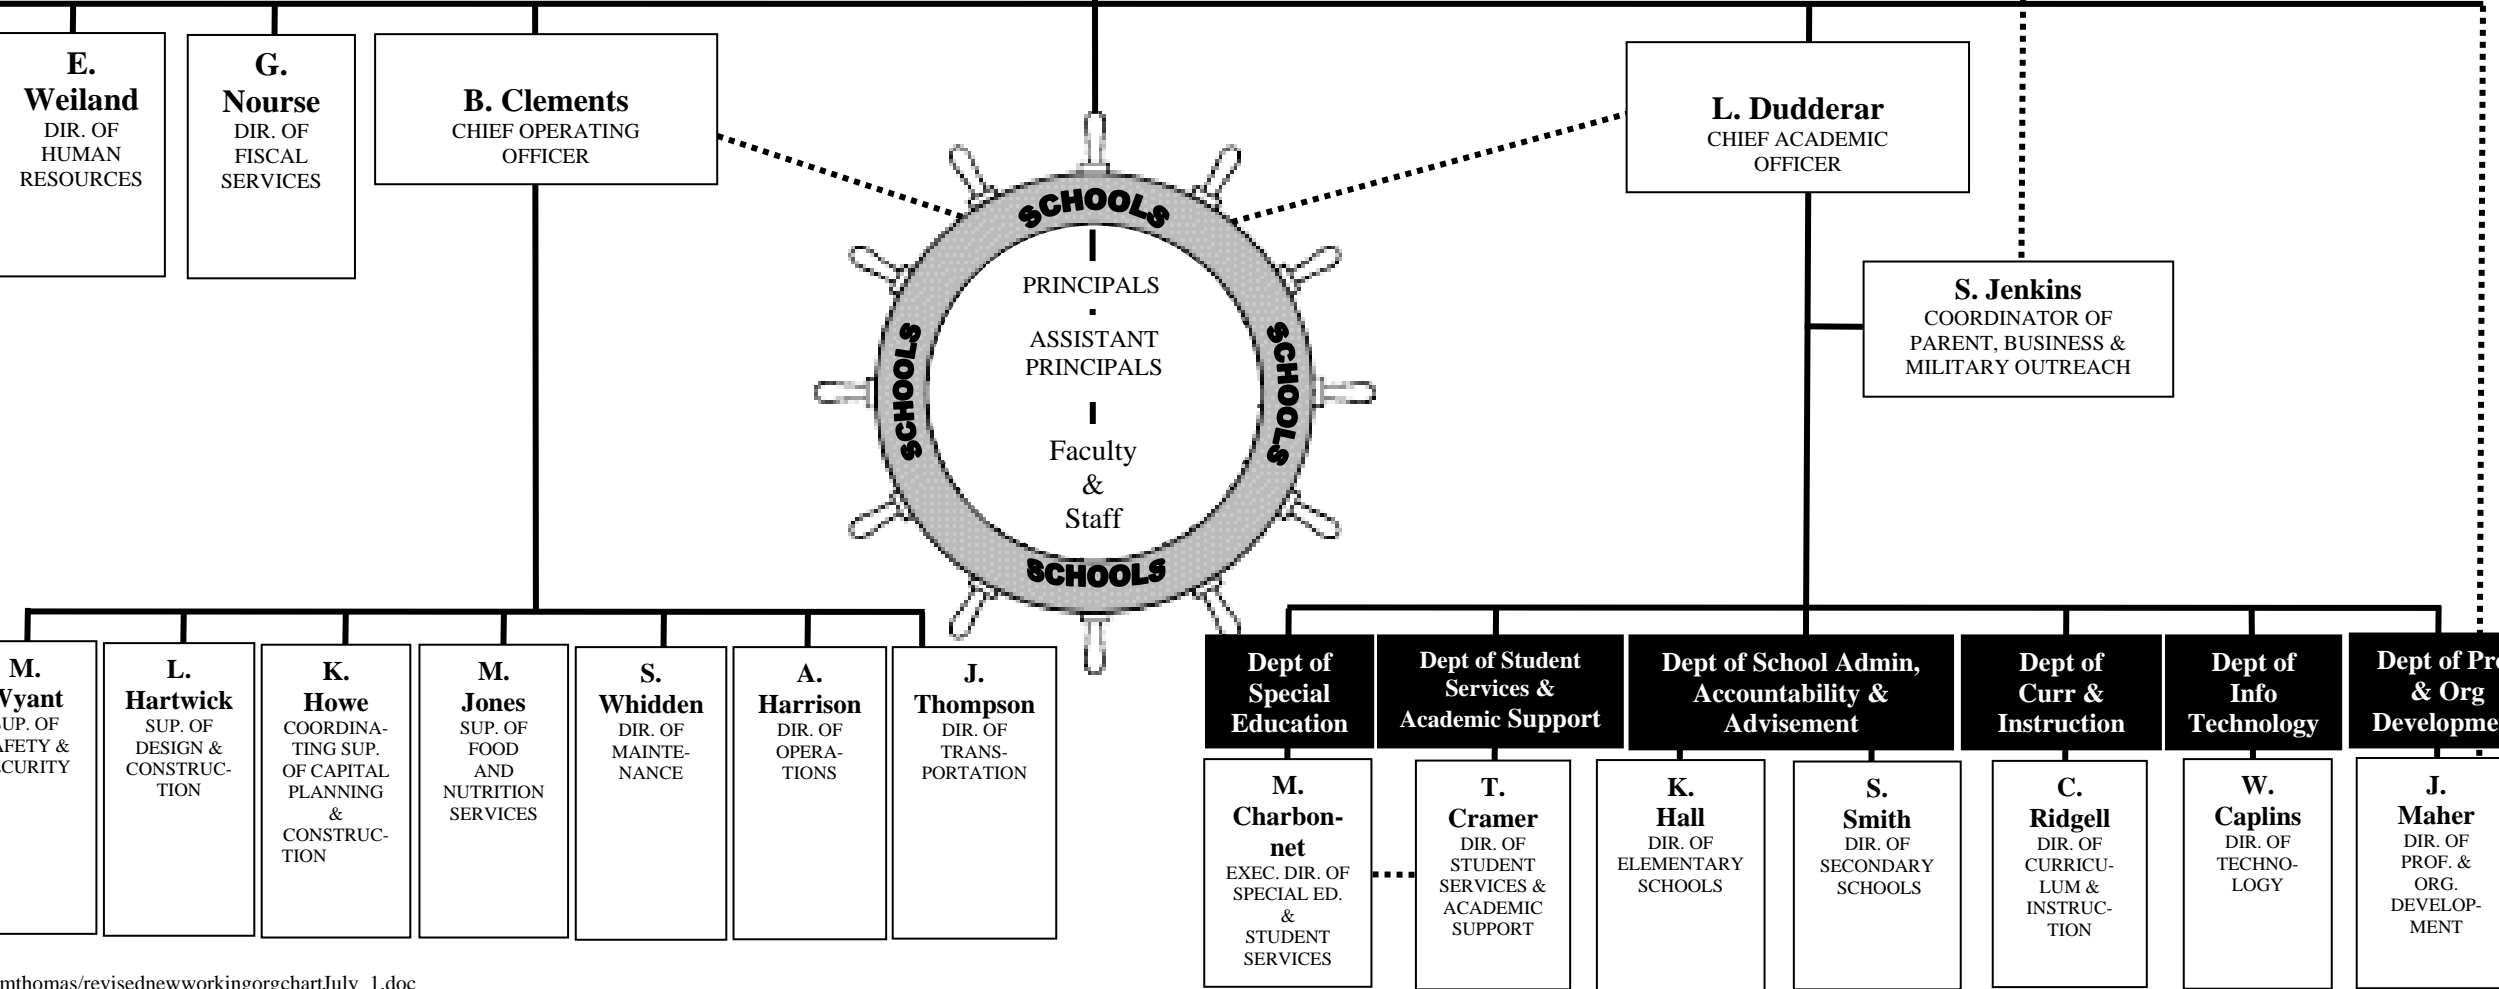 E.
Weiland
DIR. OF
HUMAN
RESOURCES
G.
Nourse
DIR. OF
FISCAL
SERVICES
B. Clements
CHIEF OPERATING
OFFICER
L. Dudderar
CHIEF ACADEMIC
OFFICER
S. Jenkins
COORDINATOR OF
PARENT, BUSINESS &
MILITARY OUTREACH
SCHOOLS
SCHOOLS
SCHOOLS
SCHOOLS
PRINCIPALS
ASSISTANT
PRINCIPALS
Faculty
&
Staff
M.
SUP. OF
&
L.
Hartwick
SUP. OF
DESIGN &
CONSTRUC-
TION
K.
Howe
COORDINA-
TING SUP.
OF CAPITAL
PLANNING
&
CONSTRUC-
TION
M.
Jones
SUP. OF
FOOD
AND
NUTRITION
SERVICES
S.
Whidden
DIR. OF
MAINTE-
NANCE
A.
Harrison
DIR. OF
OPERA-
TIONS
J.
Thompson
DIR. OF
TRANS-
PORTATION
Dept of
Special
Education
Dept of Student
Services &
Academic Support
Dept of School Admin,
Accountability &
Advisement
Dept of
Curr &
Instruction
Dept of
Info
Technology
Dept of
& Org
M.
Charbon-
net
EXEC. DIR. OF
SPECIAL ED.
&
STUDENT
SERVICES
T.
Cramer
DIR. OF
STUDENT
SERVICES &
ACADEMIC
SUPPORT
K.
Hall
DIR. OF
ELEMENTARY
SCHOOLS
S.
Smith
DIR. OF
SECONDARY
SCHOOLS
C.
Ridgell
DIR. OF
CURRICU-
LUM &
INSTRUC-
TION
W.
Caplins
DIR. OF
TECHNO-
LOGY
J.
Maher
DIR. OF
PROF. &
ORG.
DEVELOP-
MENT
mthomas/revisednewworkingorgchartJuly_1.doc